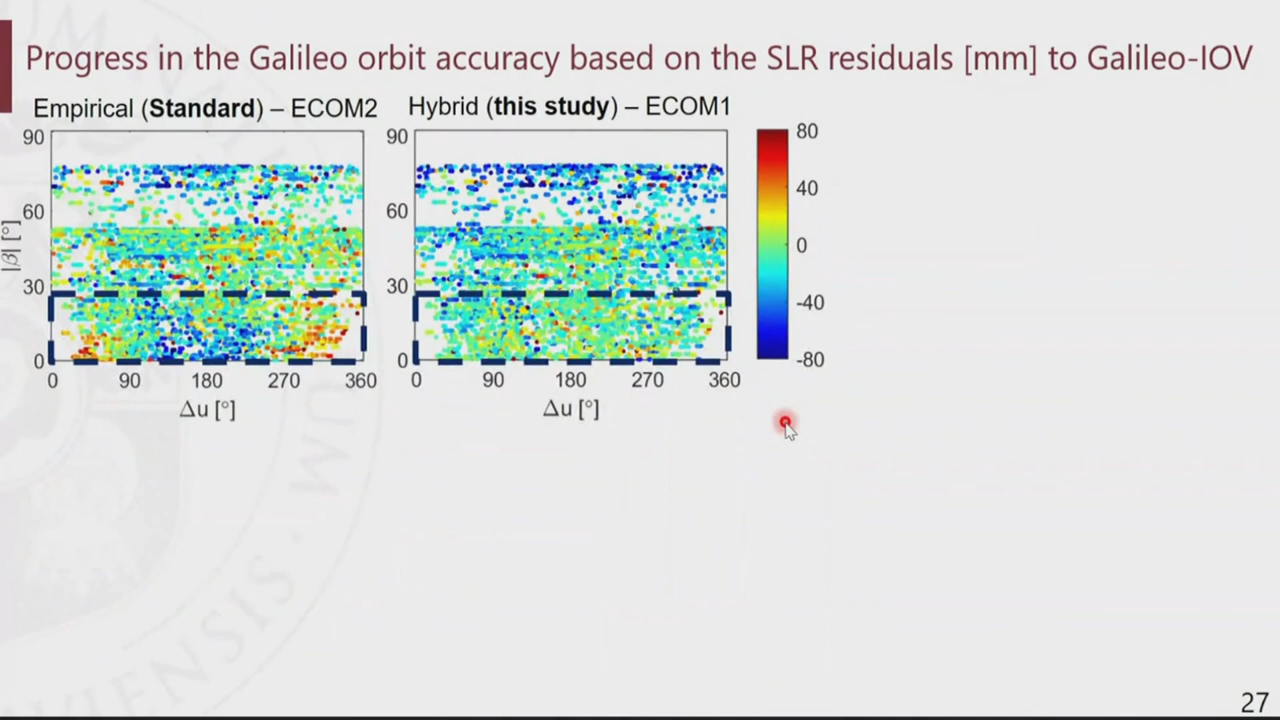 Progress in the Galileo orbit accuracy based on the SLR residuals [mm] to Galileo-IOV
Empirical (Standard) – ECOM2
Hybrid (this study) – ECOM1
90
60
30
0
|β| [°]
0 90 180 270 360
Δu [°]
90
60
30
0
0 90 180 270 360
Δu [°]
80
40
0
-40
-80
27